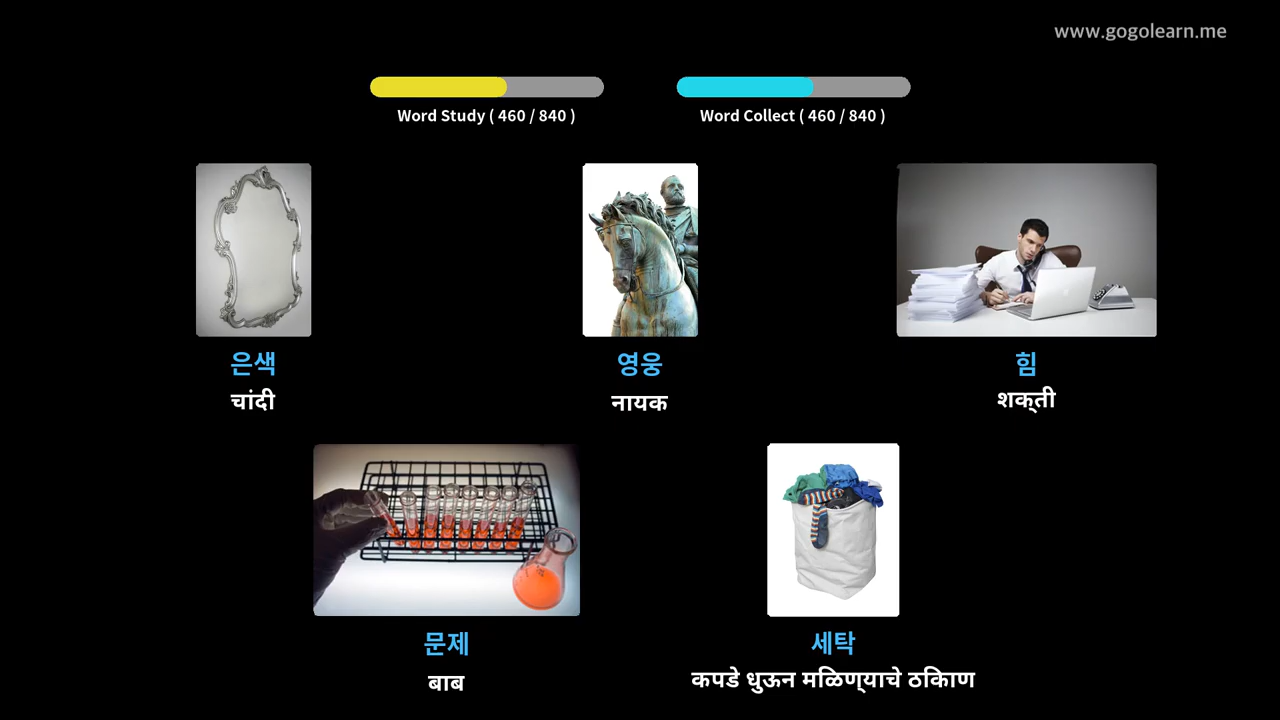 www.gogolearn.me
Word Study ( 460 / 840 )
Word Collect ( 460 / 840 )
은색
चांदी
영웅
नायक
힘
शक्ती
문제
बाब
세탁
कपडे धुऊन मळिण्याचे ठकिाण